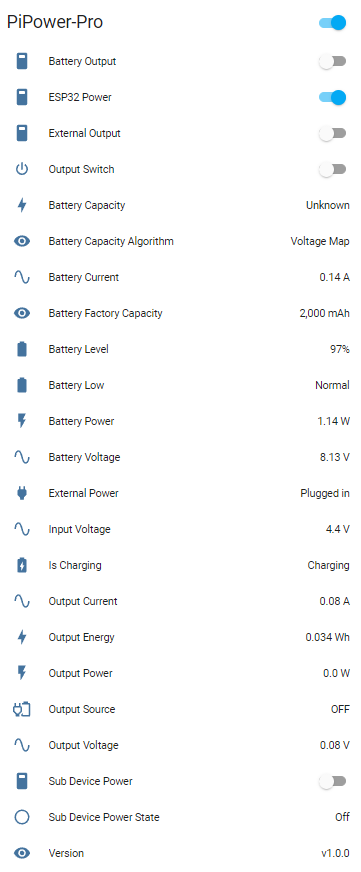 PiPower-Pro
Battery Output
ESP32 Power
External Output
Output Switch
Battery Capacity Unknown
Battery Capacity Algorithm Voltage Map
Battery Current 0.14 A
Battery Factory Capacity 2,000 mAh
Battery Level 97%
Battery Low Normal
Battery Power 1.14 W
Battery Voltage 8.13 V
External Power Plugged in
Input Voltage 4.4 V
Is Charging Charging
Output Current 0.08 A
Output Energy 0.034 Wh
Output Power 0.0 W
Output Source OFF
Output Voltage 0.08 V
Sub Device Power
Sub Device Power State Off
Version v1.0.0